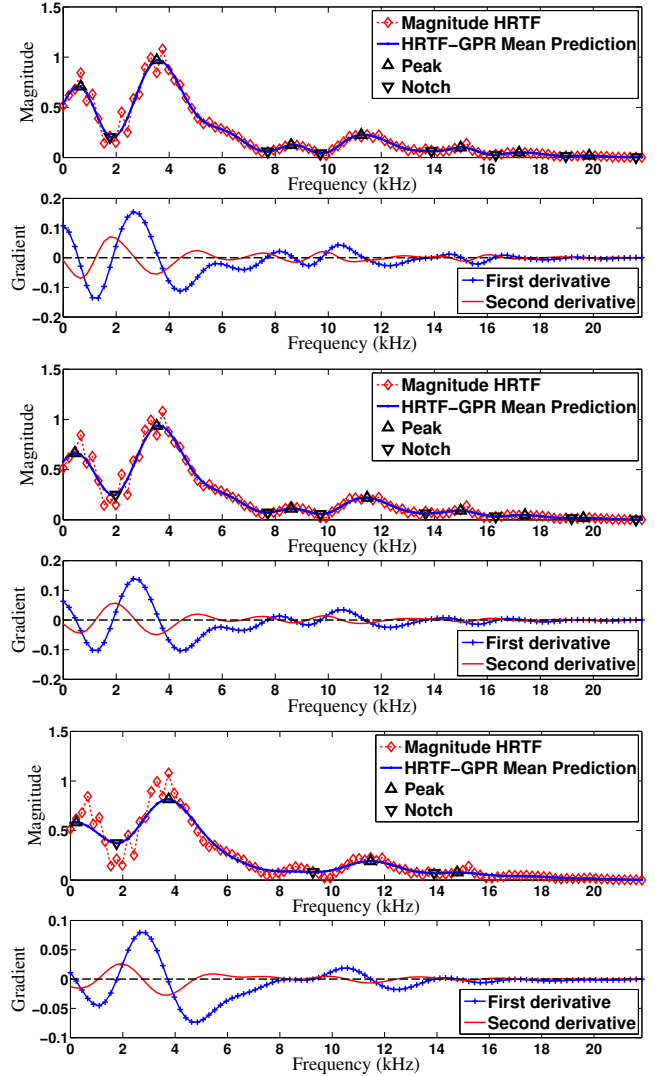 1.5
Magnitude HRTF
HRTF−GPR Mean Prediction
Peak
Notch
1
0.5
0
Magnitude
0 2 4 6 8 10 12 14 16 18 20
Frequency (kHz)
0.2
0.1
0
−0.1
−0.2
Gradient
First derivative
Second derivative
0 2 4 6 8 10 12 14 16 18 20
Frequency (kHz)
1.5
Magnitude HRTF
HRTF−GPR Mean Prediction
Peak
Notch
1
0.5
0
Magnitude
0 2 4 6 8 10 12 14 16 18 20
Frequency (kHz)
0.2
0.1
0
−0.1
−0.2
Gradient
First derivative
Second derivative
0 2 4 6 8 10 12 14 16 18 20
Frequency (kHz)
1.5
Magnitude HRTF
HRTF−GPR Mean Prediction
Peak
Notch
1
0.5
0
Magnitude
0 2 4 6 8 10 12 14 16 18 20
Frequency (kHz)
0.1
0.05
0
−0.05
−0.1
Gradient
First derivative
Second derivative
0 2 4 6 8 10 12 14 16 18 20
Frequency (kHz)